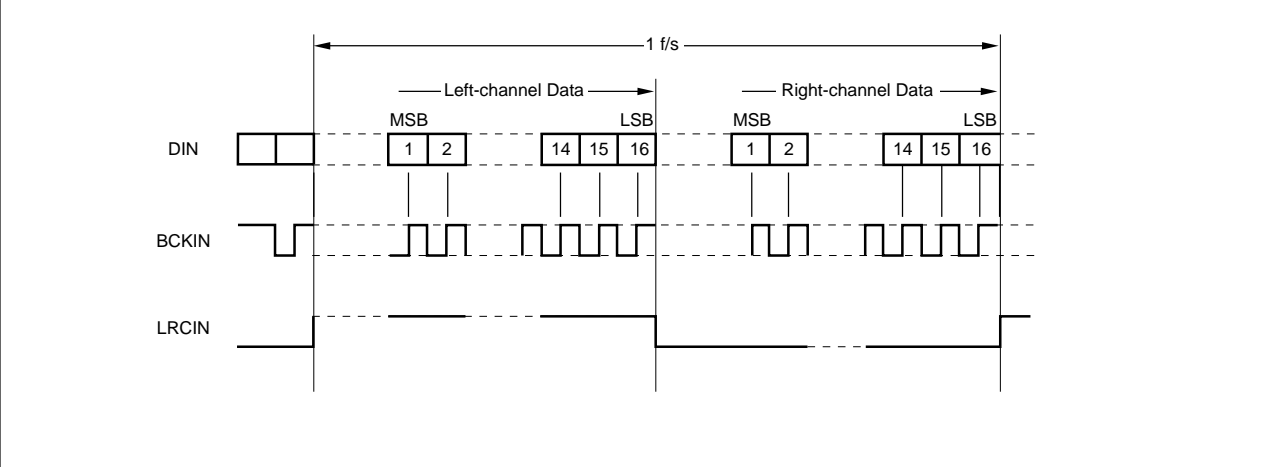 1 f/s
Left-channel Data Right-channel Data
MSB LSB MSB LSB
DIN 1 2 14 15 16 1 2 14 15 16
BCKIN
LRCIN